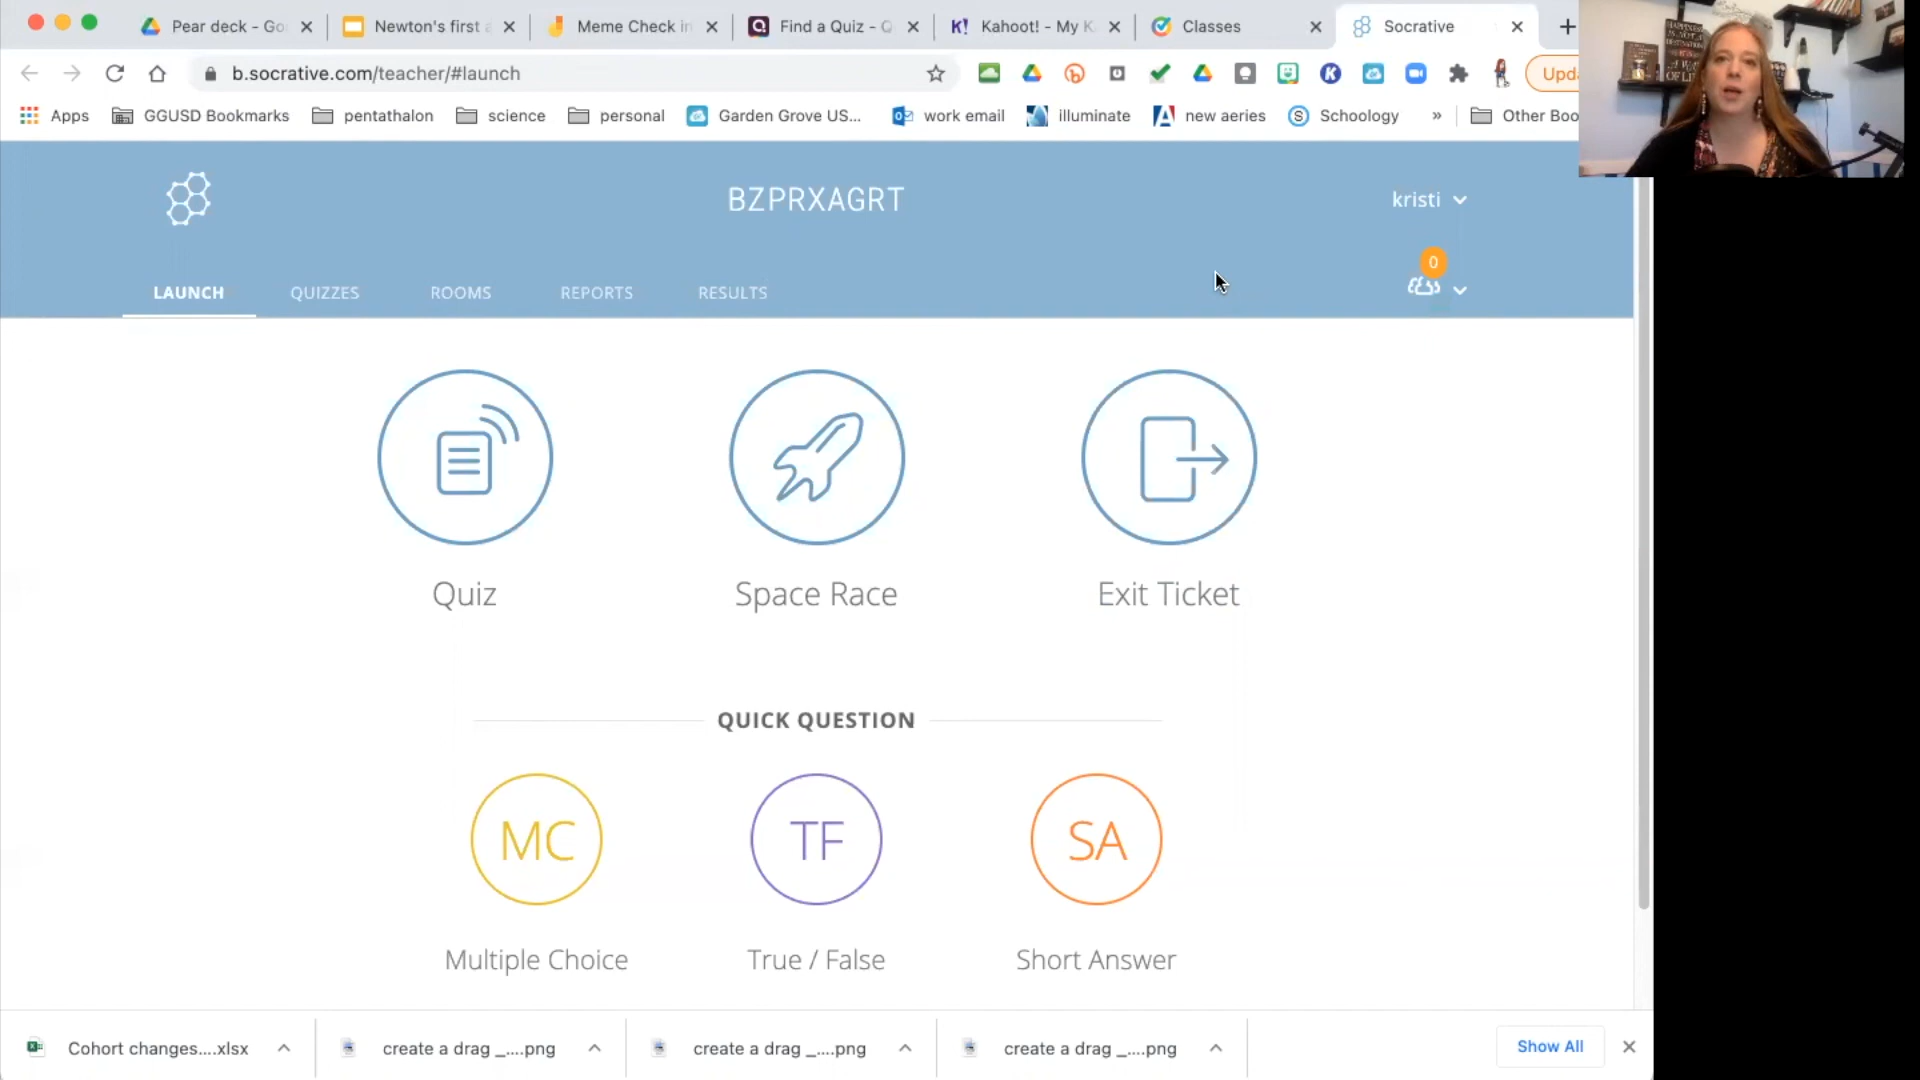 Pear deck - Go
Newton's first
Meme Check in
Find a Quiz - Q
K! Kahoot! - My K
Classes
Socrative
b.socrative.com/teacher/#launch
Upda
Apps
GGUSD Bookmarks
pentathalon
science
personal
Garden Grove US...
work email
illuminate
new aeries
Schoology
»
Other Boo
BZPRXAGRT
kristi
0
LAUNCH
QUIZZES
ROOMS
REPORTS
RESULTS
Quiz
Space Race
Exit Ticket
QUICK QUESTION
MC
TF
SA
Multiple Choice
True / False
Short Answer
Cohort changes....xlsx
create a drag _....png
create a drag _....png
create a drag _....png
Show All